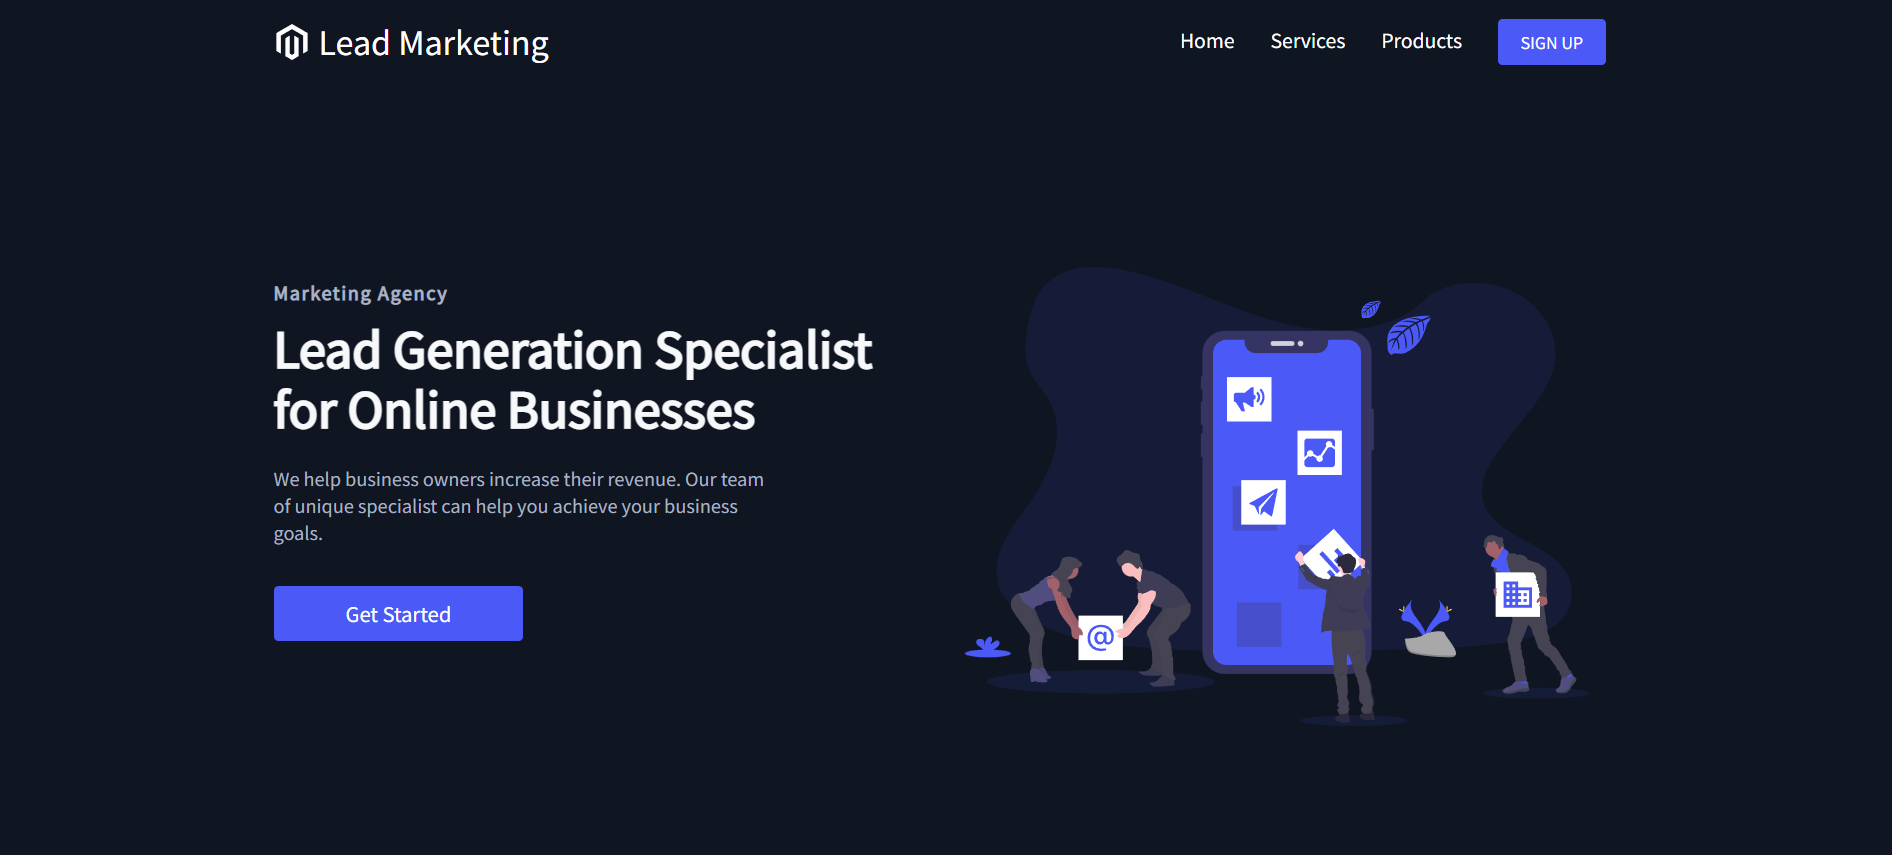 Lead Marketing
Home
Services
Products
SIGN UP
Marketing Agency
Lead Generation Specialist
for Online Businesses
We help business owners increase their revenue. Our team
of unique specialist can help you achieve your business
goals.
Get Started
@